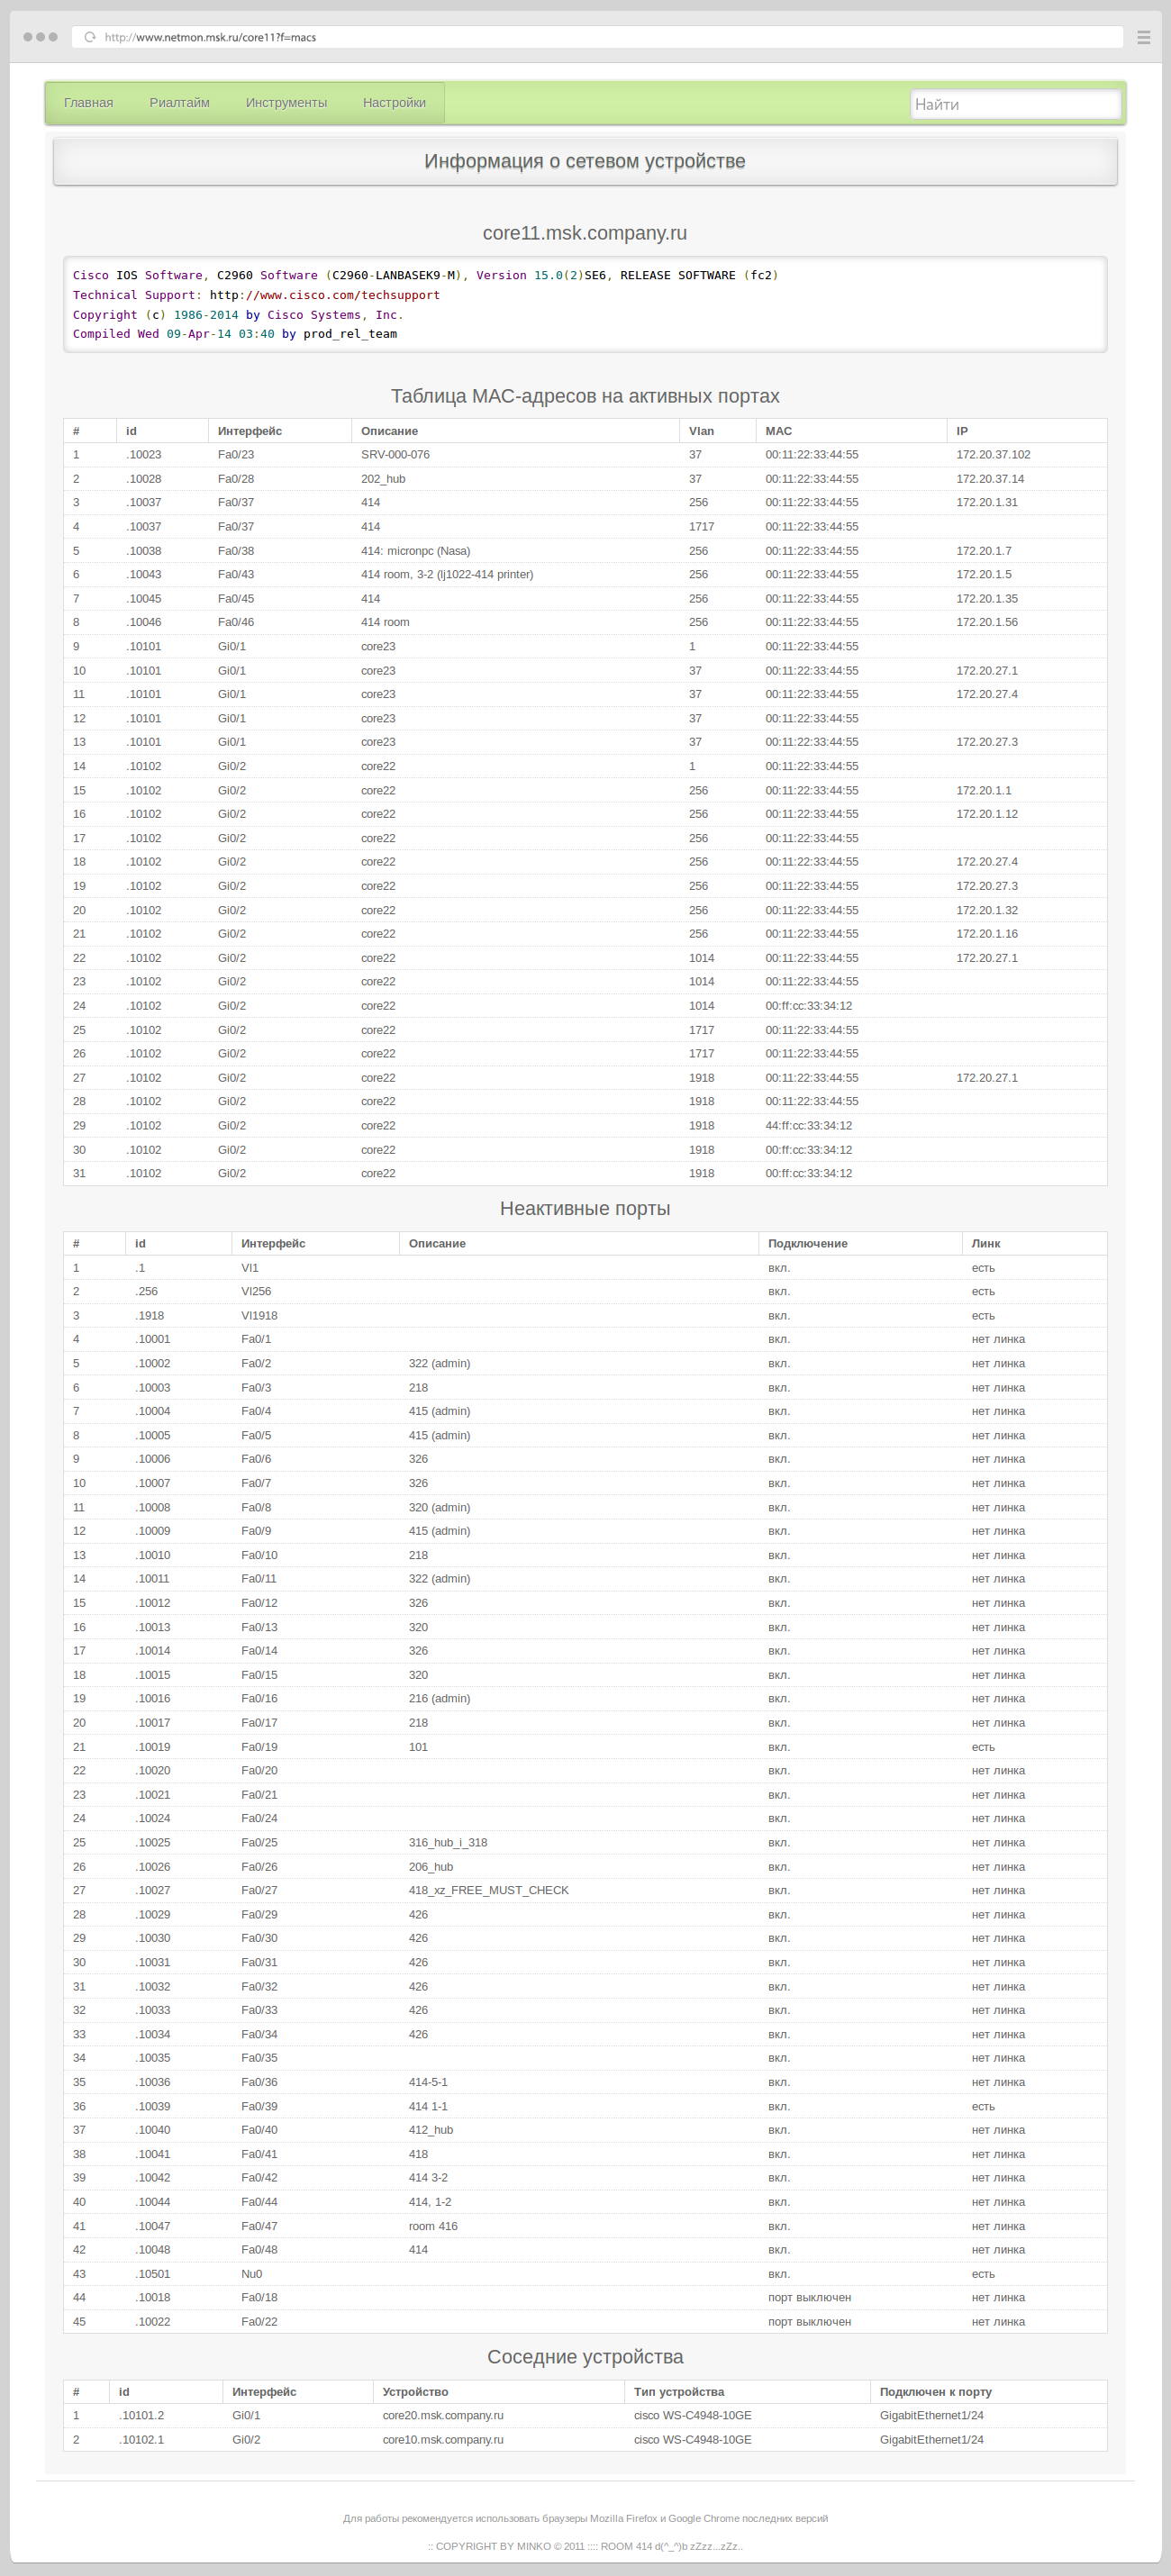 http://www.netmon.msk.ru/core11?f=macs
Главная Риалтайм Инструменты Настройки Найти
Информация о сетевом устройстве
core11.msk.company.ru
Cisco IOS Software, C2960 Software (C2960-LANBASEK9-M), Version 15.0(2)SE6, RELEASE SOFTWARE (fc2)
Technical Support: http://www.cisco.com/techsupport
Copyright (c) 1986-2014 by Cisco Systems, Inc.
Compiled Wed 09-Apr-14 03:40 by prod_rel_team
Таблица МАС-адресов на активных портах
# id Интерфейс Описание Vlan MAC IP
1 .10023 Fa0/23 SRV-000-076 37 00:11:22:33:44:55 172.20.37.102
2 .10028 Fa0/28 202_hub 37 00:11:22:33:44:55 172.20.37.14
3 .10037 Fa0/37 414 256 00:11:22:33:44:55 172.20.1.31
4 .10037 Fa0/37 414 1717 00:11:22:33:44:55
5 .10038 Fa0/38 414: micronpc (Nasa) 256 00:11:22:33:44:55 172.20.1.7
6 .10043 Fa0/43 414 room, 3-2 (lj1022-414 printer) 256 00:11:22:33:44:55 172.20.1.5
7 .10045 Fa0/45 414 256 00:11:22:33:44:55 172.20.1.35
8 .10046 Fa0/46 414 room 256 00:11:22:33:44:55 172.20.1.56
9 .10101 Gi0/1 core23 1 00:11:22:33:44:55
10 .10101 Gi0/1 core23 37 00:11:22:33:44:55 172.20.27.1
11 .10101 Gi0/1 core23 37 00:11:22:33:44:55 172.20.27.4
12 .10101 Gi0/1 core23 37 00:11:22:33:44:55
13 .10101 Gi0/1 core23 37 00:11:22:33:44:55 172.20.27.3
14 .10102 Gi0/2 core22 1 00:11:22:33:44:55
15 .10102 Gi0/2 core22 256 00:11:22:33:44:55 172.20.1.1
16 .10102 Gi0/2 core22 256 00:11:22:33:44:55 172.20.1.12
17 .10102 Gi0/2 core22 256 00:11:22:33:44:55
18 .10102 Gi0/2 core22 256 00:11:22:33:44:55 172.20.27.4
19 .10102 Gi0/2 core22 256 00:11:22:33:44:55 172.20.27.3
20 .10102 Gi0/2 core22 256 00:11:22:33:44:55 172.20.1.32
21 .10102 Gi0/2 core22 256 00:11:22:33:44:55 172.20.1.16
22 .10102 Gi0/2 core22 1014 00:11:22:33:44:55 172.20.27.1
23 .10102 Gi0/2 core22 1014 00:11:22:33:44:55
24 .10102 Gi0/2 core22 1014 00:ff:cc:33:34:12
25 .10102 Gi0/2 core22 1717 00:11:22:33:44:55
26 .10102 Gi0/2 core22 1717 00:11:22:33:44:55
27 .10102 Gi0/2 core22 1918 00:11:22:33:44:55 172.20.27.1
28 .10102 Gi0/2 core22 1918 00:11:22:33:44:55
29 .10102 Gi0/2 core22 1918 44:ff:cc:33:34:12
30 .10102 Gi0/2 core22 1918 00:ff:cc:33:34:12
31 .10102 Gi0/2 core22 1918 00:ff:cc:33:34:12
Неактивные порты
# id Интерфейс Описание Подключение Линк
1 .1 Vl1 вкл. есть
2 .256 Vl256 вкл. есть
3 .1918 Vl1918 вкл. есть
4 .10001 Fa0/1 вкл. нет линка
5 .10002 Fa0/2 322 (admin) вкл. нет линка
6 .10003 Fa0/3 218 вкл. нет линка
7 .10004 Fa0/4 415 (admin) вкл. нет линка
8 .10005 Fa0/5 415 (admin) вкл. нет линка
9 .10006 Fa0/6 326 вкл. нет линка
10 .10007 Fa0/7 326 вкл. нет линка
11 .10008 Fa0/8 320 (admin) вкл. нет линка
12 .10009 Fa0/9 415 (admin) вкл. нет линка
13 .10010 Fa0/10 218 вкл. нет линка
14 .10011 Fa0/11 322 (admin) вкл. нет линка
15 .10012 Fa0/12 326 вкл. нет линка
16 .10013 Fa0/13 320 вкл. нет линка
17 .10014 Fa0/14 326 вкл. нет линка
18 .10015 Fa0/15 320 вкл. нет линка
19 .10016 Fa0/16 216 (admin) вкл. нет линка
20 .10017 Fa0/17 218 вкл. нет линка
21 .10019 Fa0/19 101 вкл. есть
22 .10020 Fa0/20 вкл. нет линка
23 .10021 Fa0/21 вкл. нет линка
24 .10024 Fa0/24 вкл. нет линка
25 .10025 Fa0/25 316_hub_i_318 вкл. нет линка
26 .10026 Fa0/26 206_hub вкл. нет линка
27 .10027 Fa0/27 418_xz_FREE_MUST_CHECK вкл. нет линка
28 .10029 Fa0/29 426 вкл. нет линка
29 .10030 Fa0/30 426 вкл. нет линка
30 .10031 Fa0/31 426 вкл. нет линка
31 .10032 Fa0/32 426 вкл. нет линка
32 .10033 Fa0/33 426 вкл. нет линка
33 .10034 Fa0/34 426 вкл. нет линка
34 .10035 Fa0/35 вкл. нет линка
35 .10036 Fa0/36 414-5-1 вкл. нет линка
36 .10039 Fa0/39 414 1-1 вкл. есть
37 .10040 Fa0/40 412_hub вкл. нет линка
38 .10041 Fa0/41 418 вкл. нет линка
39 .10042 Fa0/42 414 3-2 вкл. нет линка
40 .10044 Fa0/44 414, 1-2 вкл. нет линка
41 .10047 Fa0/47 room 416 вкл. нет линка
42 .10048 Fa0/48 414 вкл. нет линка
43 .10501 Nu0 вкл. есть
44 .10018 Fa0/18 порт выключен нет линка
45 .10022 Fa0/22 порт выключен нет линка
Соседние устройства
# id Интерфейс Устройство Тип устройства Подключен к порту
1 .10101.2 Gi0/1 core20.msk.company.ru cisco WS-C4948-10GE GigabitEthernet1/24
2 .10102.1 Gi0/2 core10.msk.company.ru cisco WS-C4948-10GE GigabitEthernet1/24
Для работы рекомендуется использовать браузеры Mozilla Firefox и Google Chrome последних версий
:: COPYRIGHT BY MINKO © 2011 :::: ROOM 414 d(^_^)b zZzz...zZz..